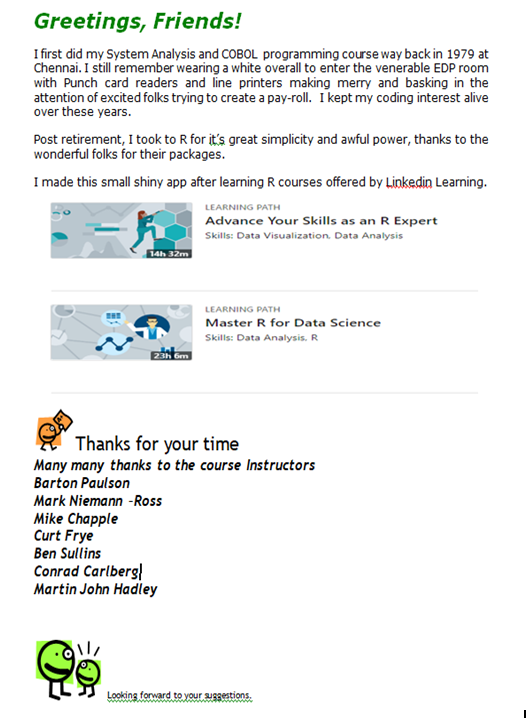 Greetings, Friends!
I first did my System Analysis and COBOL programming course way back in 1979 at
Chennai. I still remember wearing a white overall to enter the venerable EDP room
with Punch card readers and line printers making merry and basking in the
attention of excited folks trying to create a pay-roll. I kept my coding interest alive
over these years.
Post retirement, I took to R for it's great simplicity and awful power, thanks to the
wonderful folks for their packages.
I made this small shiny app after learning R courses offered by Linkedin Learning.
LEARNING PATH
Advance Your Skills as an R Expert
Skills: Data Visualization, Data Analysis
14h 32m
LEARNING PATH
Master R for Data Science
Skills: Data Analysis, R
23h 6m
Thanks for your time
Many many thanks to the course Instructors
Barton Paulson
Mark Niemann -Ross
Mike Chapple
Curt Frye
Ben Sullins
Conrad Carlberg
Martin John Hadley
Looking forward to your suggestions.